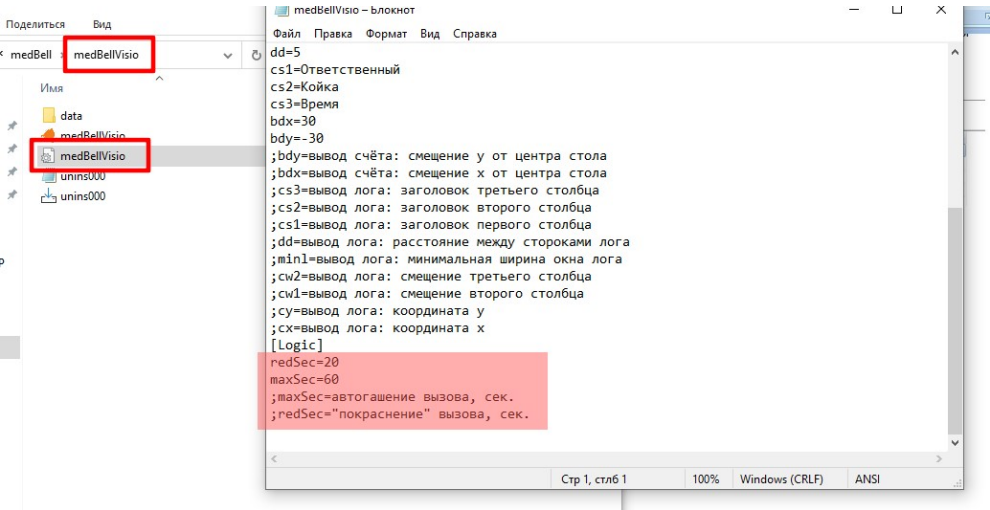 Поделиться Вид
medBell › medBellVisio
Имя
data
medBellVisio
medBellVisio
unins000
unins000
medBellVisio – Блокнот
Файл Правка Формат Вид Справка
dd=5
cs1=Ответственный
cs2=Койка
cs3=Время
bdx=30
bdy=-30
;bdy=вывод счёта: смещение y от центра стола
;bdx=вывод счёта: смещение x от центра стола
;cs3=вывод лога: заголовок третьего столбца
;cs2=вывод лога: заголовок второго столбца
;cs1=вывод лога: заголовок первого столбца
;dd=вывод лога: расстояние между стороками лога
;minl=вывод лога: минимальная ширина окна лога
;cw2=вывод лога: смещение третьего столбца
;cw1=вывод лога: смещение второго столбца
;cy=вывод лога: координата y
;cx=вывод лога: координата x
[Logic]
redSec=20
maxSec=60
;maxSec=автогашение вызова, сек.
;redSec="покраснение" вызова, сек.
Стр 1, стлб 1 100% Windows (CRLF) ANSI